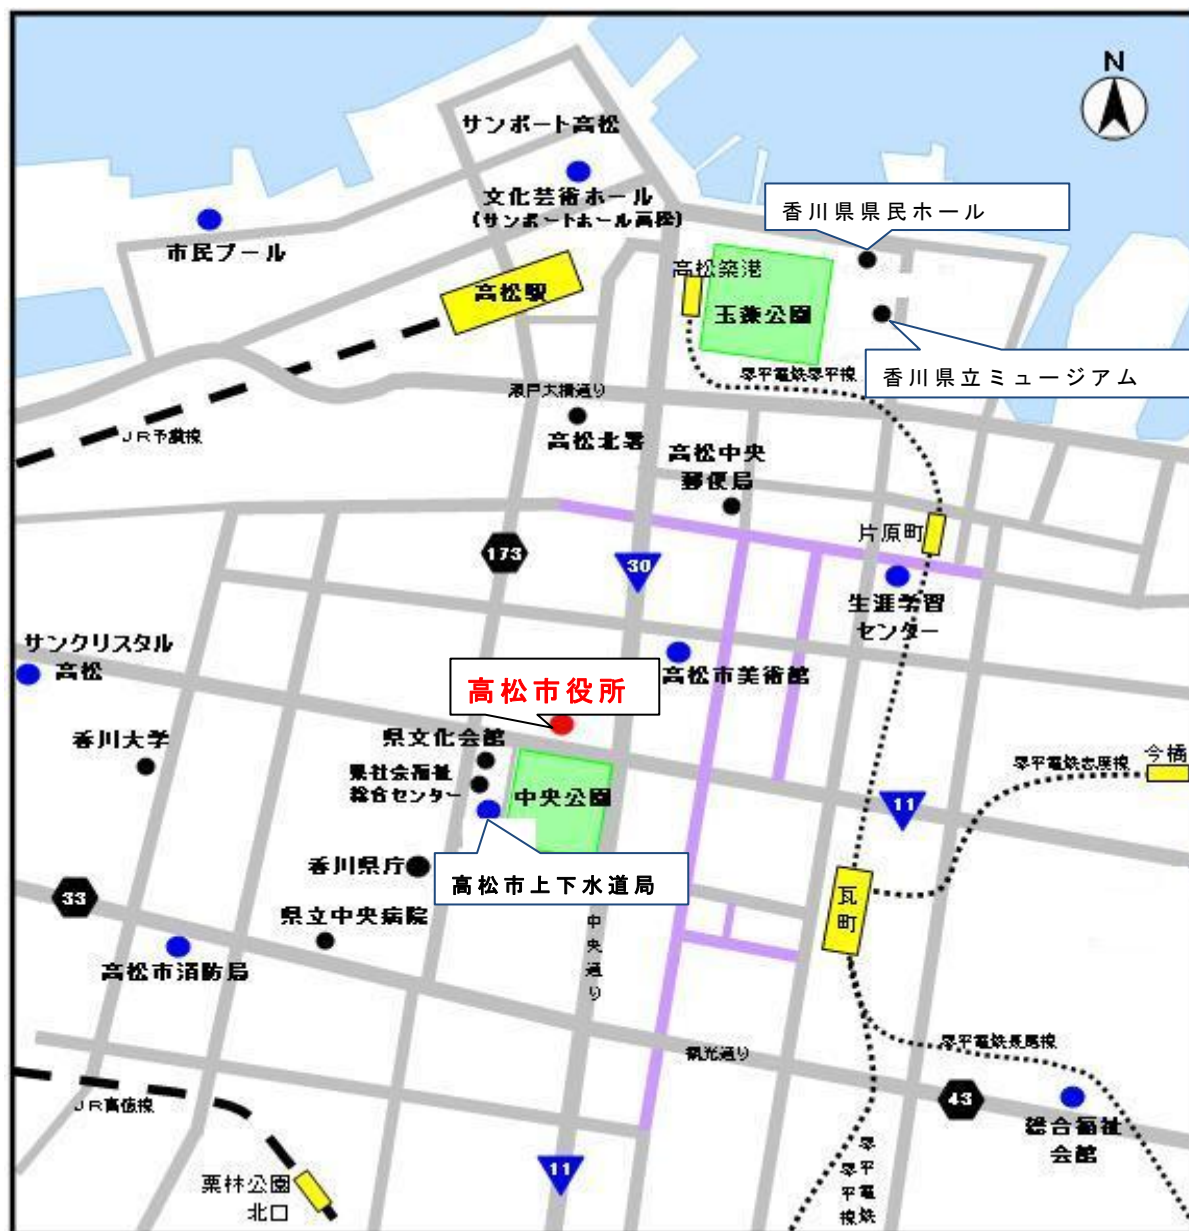 N
サンポート高松
文化芸術ホール
(サンポートホール高松)
香川県県民ホール
市民プール
高松築港
高松駅
玉藻公園
香川県立ミュージアム
琴平電鉄琴平線
瀬戸大橋通り
高松北署
JR予讃線
高松中央
郵便局
片原町
173
30
生涯学習
センター
サンクリスタル
高松
高松市美術館
高松市役所
県文化会館
香川大学
県社会福祉
総合センター
中央公園
琴平電鉄志度線
今橋
11
香川県庁
高松市上下水道局
瓦町
33
県立中央病院
中央通り
高松市消防局
観光通り
琴平電鉄長尾線
JR高徳線
43
総合福祉
会館
11
栗林公園
北口
琴平電鉄
琴平線